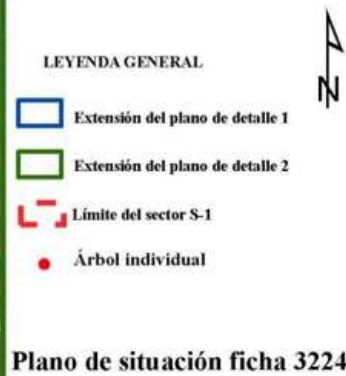 N
LEYENDA GENERAL
Extensión del plano de detalle 1
Extensión del plano de detalle 2
Límite del sector S-1
Árbol individual
Plano de situación ficha 3224